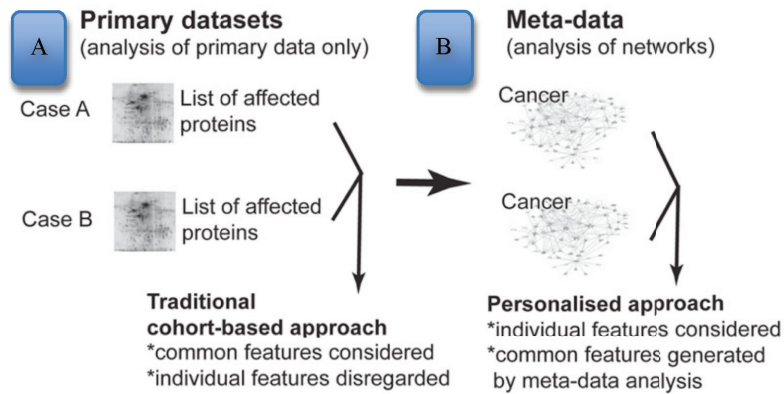 A
Primary datasets
(analysis of primary data only)
Case A
List of affected
proteins
Case B
List of affected
proteins
Traditional
cohort-based approach
*common features considered
*individual features disregarded
B
Meta-data
(analysis of networks)
Cancer
Cancer
Personalised approach
*individual features considered
*common features generated
by meta-data analysis